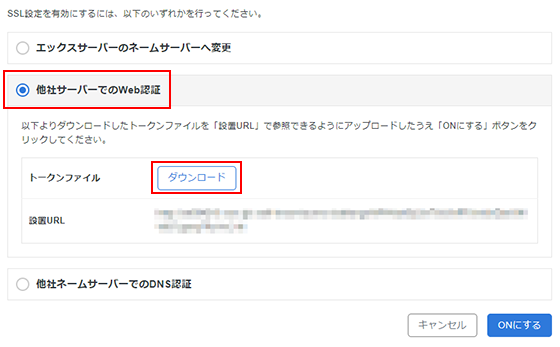 SSL設定を有効にするには、以下のいずれかを行ってください。
エックスサーバーのネームサーバーへ変更
他社サーバーでのWeb認証
以下よりダウンロードしたトークンファイルを「設置URL」で参照できるようにアップロードしたうえ「ONにする」ボタンをク
リックしてください。
トークンファイル
ダウンロード
設置URL
他社ネームサーバーでのDNS認証
キャンセル
ONにする